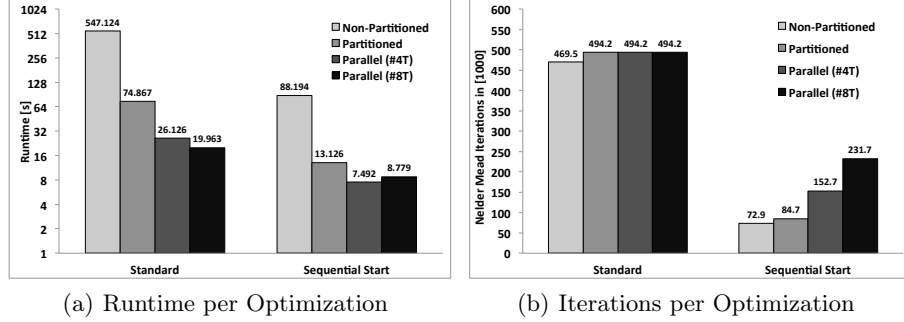 1024
512
256
128
64
32
16
8
4
2
1
Runtime [s]
547.124
74.867
26.126
19.963
88.194
13.126
7.492
8.779
Non-Partitioned
Partitioned
Parallel (#4T)
Parallel (#8T)
Standard
Sequential Start
(a) Runtime per Optimization
600
550
500
450
400
350
300
250
200
150
100
50
0
Nelder Mead Iterations in [1000]
469.5
494.2
494.2
494.2
72.9
84.7
152.7
231.7
Non-Partitioned
Partitioned
Parallel (#4T)
Parallel (#8T)
Standard
Sequential Start
(b) Iterations per Optimization